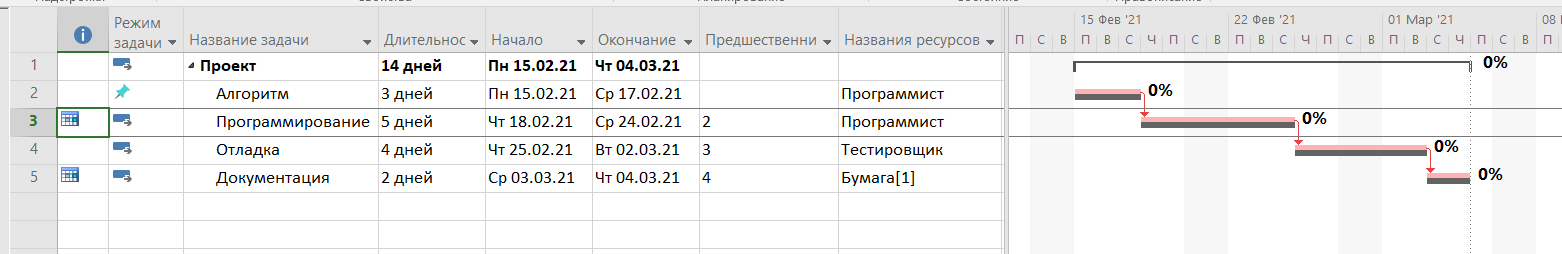 Планирование
Режим задачи
Название задачи
Длительнос
Начало
Окончание
Предшественни
Названия ресурсов
15 Фев '21
22 Фев '21
01 Мар '21
08
П С В П В С Ч П С В П В С Ч П С В П В С Ч П С В П
1 Проект 14 дней Пн 15.02.21 Чт 04.03.21 0%
2 Алгоритм 3 дней Пн 15.02.21 Ср 17.02.21 Программист 0%
3 Программирование 5 дней Чт 18.02.21 Ср 24.02.21 2 Программист 0%
4 Отладка 4 дней Чт 25.02.21 Вт 02.03.21 3 Тестировщик 0%
5 Документация 2 дней Ср 03.03.21 Чт 04.03.21 4 Бумага[1] 0%